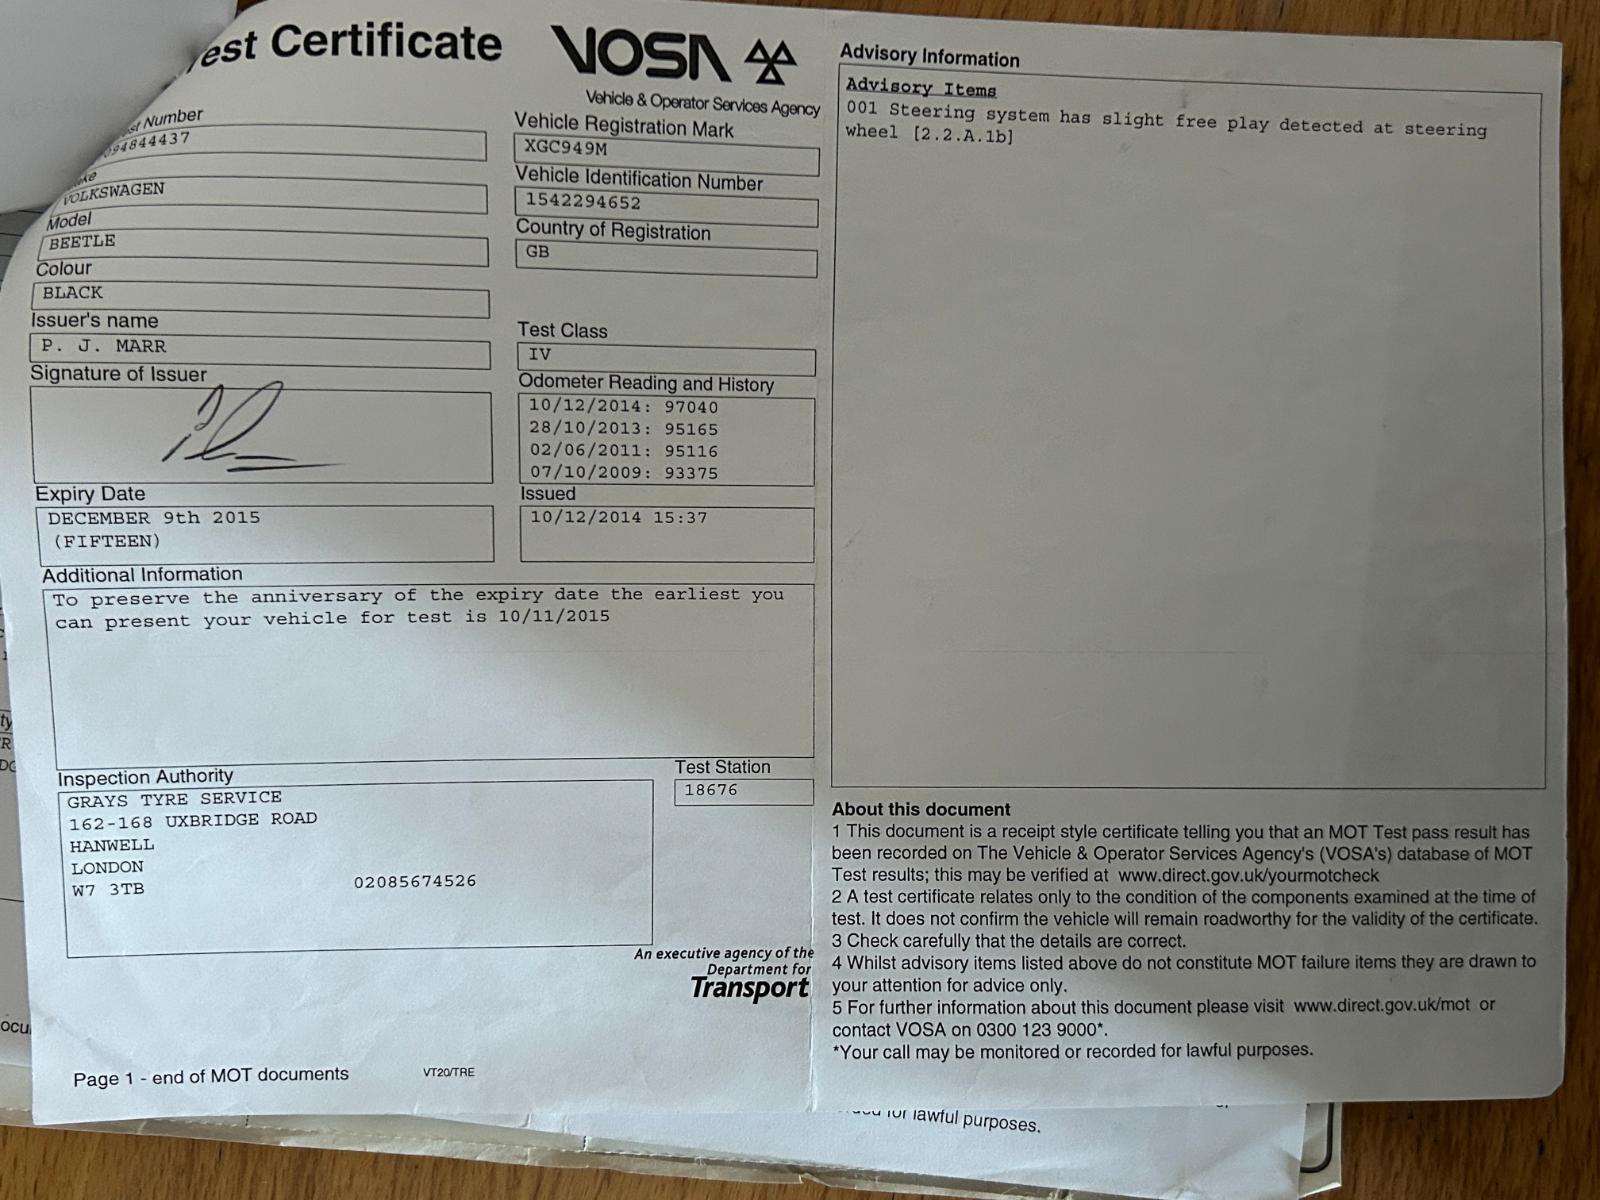 est Certificate
VOSA
Vehicle & Operator Services Agency
Number
094844437
VOLKSWAGEN
Model
BEETLE
Colour
BLACK
Issuer's name
P. J. MARR
Signature of Issuer
Expiry Date
DECEMBER 9th 2015
(FIFTEEN)
Vehicle Registration Mark
XGC949M
Vehicle Identification Number
1542294652
Country of Registration
GB
Test Class
IV
Odometer Reading and History
10/12/2014: 97040
28/10/2013: 95165
02/06/2011: 95116
07/10/2009: 93375
Issued
10/12/2014 15:37
Additional Information
To preserve the anniversary of the expiry date the earliest you
can present your vehicle for test is 10/11/2015
Inspection Authority
GRAYS TYRE SERVICE
162-168 UXBRIDGE ROAD
HANWELL
LONDON
W7 3TB 02085674526
Test Station
18676
An executive agency of the
Department for
Transport
Page 1 - end of MOT documents VT20/TRE
Advisory Information
Advisory Items
001 Steering system has slight free play detected at steering
wheel [2.2.A.1b]
About this document
1 This document is a receipt style certificate telling you that an MOT Test pass result has
been recorded on The Vehicle & Operator Services Agency's (VOSA's) database of MOT
Test results; this may be verified at www.direct.gov.uk/yourmotcheck
2 A test certificate relates only to the condition of the components examined at the time of
test. It does not confirm the vehicle will remain roadworthy for the validity of the certificate.
3 Check carefully that the details are correct.
4 Whilst advisory items listed above do not constitute MOT failure items they are drawn to
your attention for advice only.
5 For further information about this document please visit www.direct.gov.uk/mot or
contact VOSA on 0300 123 9000*.
*Your call may be monitored or recorded for lawful purposes.
for lawful purposes.